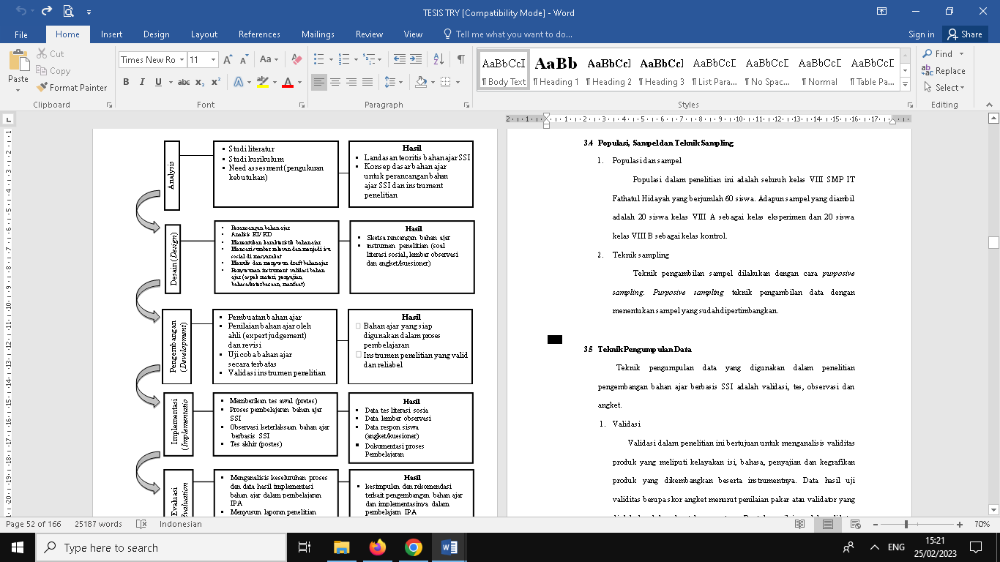 TESIS TRY [Compatibility Mode] - Word
File Home Insert Design Layout References Mailings Review View Tell me what you want to do... Sign in Share
Paste
Cut
Copy
Format Painter
Clipboard
Times New Ro 11
Font
Paragraph
AaBbCcI AaBb AaBbCc AaBbCc AaBbCcI AaBbCcI AaBbCcI AaBbCcI
¶ Body Text ¶ Heading 1 ¶ Heading 2 ¶ Heading 3 ¶ List Para... ¶ No Spac... ¶ Normal ¶ Table Pa...
Styles
Find
Replace
Select
Editing
Analysis
▪ Studi literatur
▪ Studi kurikulum
▪ Need assesment (pengukuran
kebutuhan)
Hasil
▪ Landasan teoritis bahan ajar SSI
▪ Konsep dasar bahan ajar
untuk perancangan bahan
ajar SSI dan instrument
penelitian
Desain (Design)
• Perancangan bahan ajar
• Analisis KI/ KD
• Menentukan karakteristik bahan ajar
• Mencari sumber relevan dan menjadi isu
sosial di masyarakat
• Menulis dan menyusun draft bahan ajar
• Penyusunan instrument validasi bahan
ajar (aspek materi, penyajian,
bahasa/keterbacaan, manfaat)
Hasil
▪ Sketsa rancangan bahan ajar
▪ instrumen penelitian (soal
literasi sosial, lembar observasi
dan angket/kuesioner)
Pengembangan
(Development)
▪ Pembuatan bahan ajar
▪ Penilaian bahan ajar oleh
ahli (expert judgement)
dan revisi
▪ Uji coba bahan ajar
secara terbatas
▪ Validasi instrumen penelitian
Hasil
Bahan ajar yang siap
digunakan dalam proses
pembelajaran
Instrumen penelitian yang valid
dan reliabel
Implementasi
(Implementatio
▪ Memberikan tes awal (pretes)
▪ Proses pembelajaran bahan ajar
SSI
▪ Observasi keterlaksaan bahan ajar
berbasis SSI
▪ Tes akhir (postes)
Hasil
▪ Data tes literasi sosia
▪ Data lembar observasi
▪ Data respon siswa
(angket/kuesioner)
▪ Dokumentasi proses
Pembelajaran
Evaluasi
valuation
▪ Menganalisis keseluruhan proses
dan data hasil implementasi
bahan ajar dalam pembelajaran
IPA
▪ Menyusun laporan penelitian
Hasil
▪ kesimpulan dan rekomendasi
terkait pengembangan bahan ajar
dan implementasinya dalam
pembelajarn IPA
3.4 Populasi, Sampel dan Teknik Sampling
1. Populasi dan sampel
Populasi dalam penelitian ini adalah seluruh kelas VIII SMP IT
Fathatul Hidayah yang berjumlah 60 siswa. Adapun sampel yang diambil
adalah 20 siswa kelas VIII A sebagai kelas eksperimen dan 20 siswa
kelas VIII B sebagai kelas kontrol.
2. Teknik sampling
Teknik pengambilan sampel dilakukan dengan cara purposive
sampling. Purposive sampling teknik pengambilan data dengan
menentukan sampel yang sudah dipertimbangkan.
3.5 Teknik Pengumpulan Data
Teknik pengumpulan data yang digunakan dalam penelitian
pengembangan bahan ajar berbasis SSI adalah validasi, tes, observasi dan
angket.
1. Validasi
Validasi dalam penelitian ini bertujuan untuk menganalisis validitas
produk yang meliputi kelayakan isi, bahasa, penyajian dan kegrafikan
produk yang dikembangkan beserta instrumentnya. Data hasil uji
validitas berupa skor angket menurut penilaian pakar atau validator yang
Page 52 of 166 25187 words Indonesian 70%
Type here to search
ENG
15:21
25/02/2023